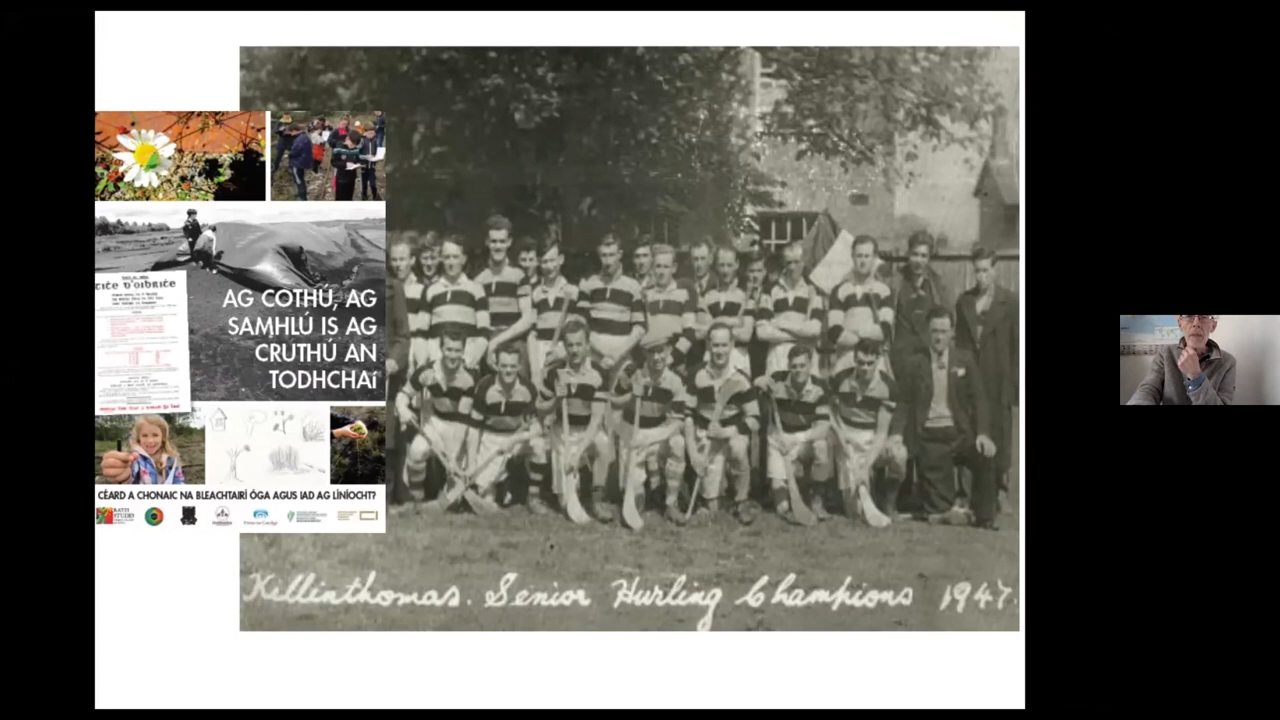 AG COTHÚ, AG
SAMHLÚ IS AG
CRUTHÚ AN
TODHCHAÍ
CÉARD A CHONAIC NA BLEACHTAIRÍ ÓGA AGUS IAD AG LÍNÍOCHT?
Killinthomas. Senior Hurling Champions 1947.